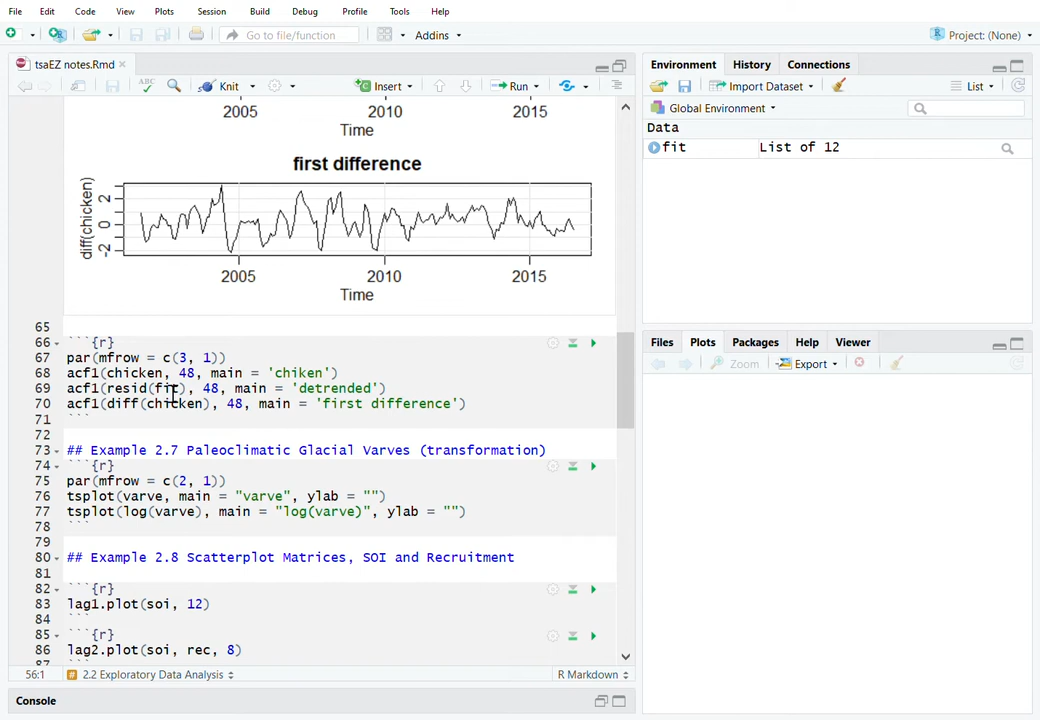 File Edit Code View Plots Session Build Debug Profile Tools Help
Go to file/function Addins Project: (None)
tsaEZ notes.Rmd
ABC Knit Insert Run
2005 2010 2015
Time
first difference
diff(chicken)
2
0
-2
2005 2010 2015
Time
65
66 ```{r}
67 par(mfrow = c(3, 1))
68 acf1(chicken, 48, main = 'chiken')
69 acf1(resid(fit), 48, main = 'detrended')
70 acf1(diff(chicken), 48, main = 'first difference')
71 ```
72
73 ## Example 2.7 Paleoclimatic Glacial Varves (transformation)
74 ```{r}
75 par(mfrow = c(2, 1))
76 tsplot(varve, main = "varve", ylab = "")
77 tsplot(log(varve), main = "log(varve)", ylab = "")
78 ```
79
80 ## Example 2.8 Scatterplot Matrices, SOI and Recruitment
81
82 ```{r}
83 lag1.plot(soi, 12)
84 ```
85 ```{r}
86 lag2.plot(soi, rec, 8)
87 ```
56:1 # 2.2 Exploratory Data Analysis R Markdown
Console
Environment History Connections
Import Dataset List
R Global Environment
Data
fit List of 12
Files Plots Packages Help Viewer
Zoom Export